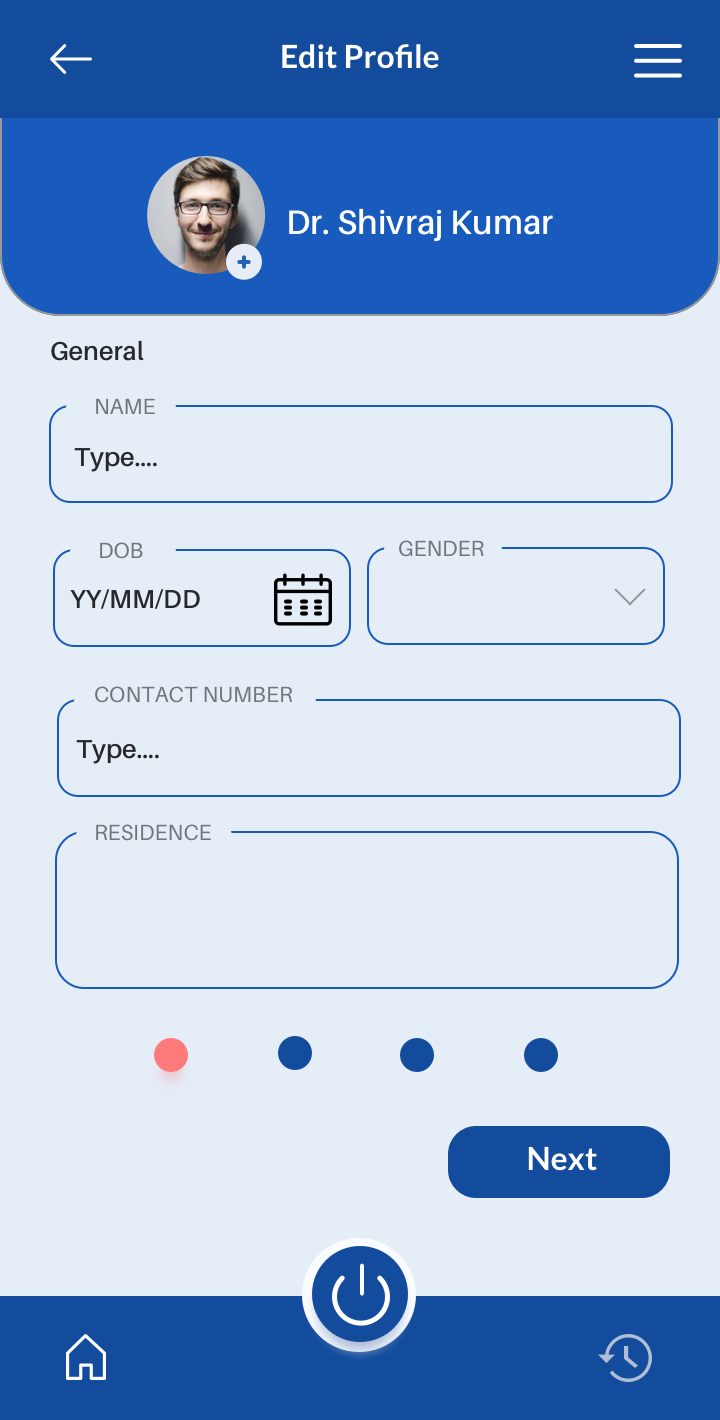 Edit Profile
Dr. Shivraj Kumar
General
NAME
Type....
DOB
GENDER
YY/MM/DD
CONTACT NUMBER
Type....
RESIDENCE
Next